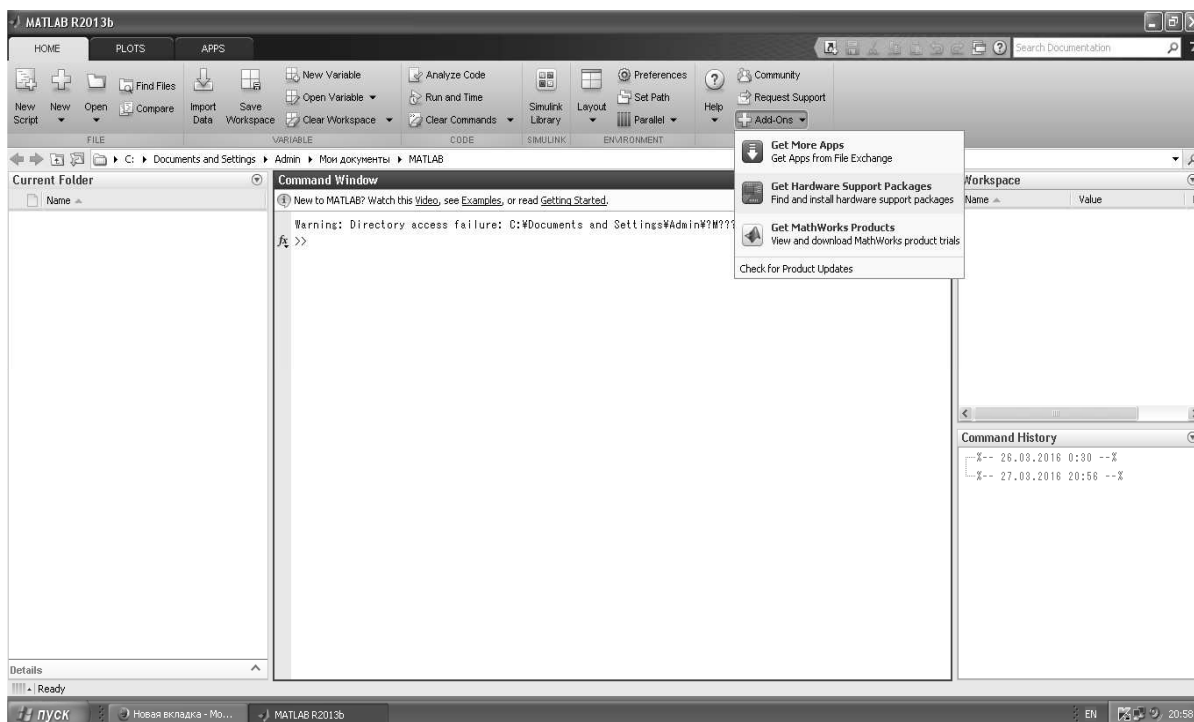 MATLAB R2013b
HOME PLOTS APPS
Search Documentation
New Script
New
Open
Find Files
Compare
Import Data
Save Workspace
New Variable
Open Variable
Clear Workspace
Analyze Code
Run and Time
Clear Commands
Simulink Library
Layout
Preferences
Set Path
Parallel
Help
Community
Request Support
Add-Ons
FILE VARIABLE CODE SIMULINK ENVIRONMENT
Get More Apps
Get Apps from File Exchange
Get Hardware Support Packages
Find and install hardware support packages
Get MathWorks Products
View and download MathWorks product trials
Check for Product Updates
C: Documents and Settings Admin Мои документы MATLAB
Current Folder
Name
Command Window
New to MATLAB? Watch this Video, see Examples, or read Getting Started.
Warning: Directory access failure: C:¥Documents and Settings¥Admin¥?M???
fx >>
Workspace
Name Value
Command History
%-- 26.03.2016 0:30 --%
%-- 27.03.2016 20:56 --%
Details
Ready
пуск
Новая вкладка - Mo...
MATLAB R2013b
EN
20:58